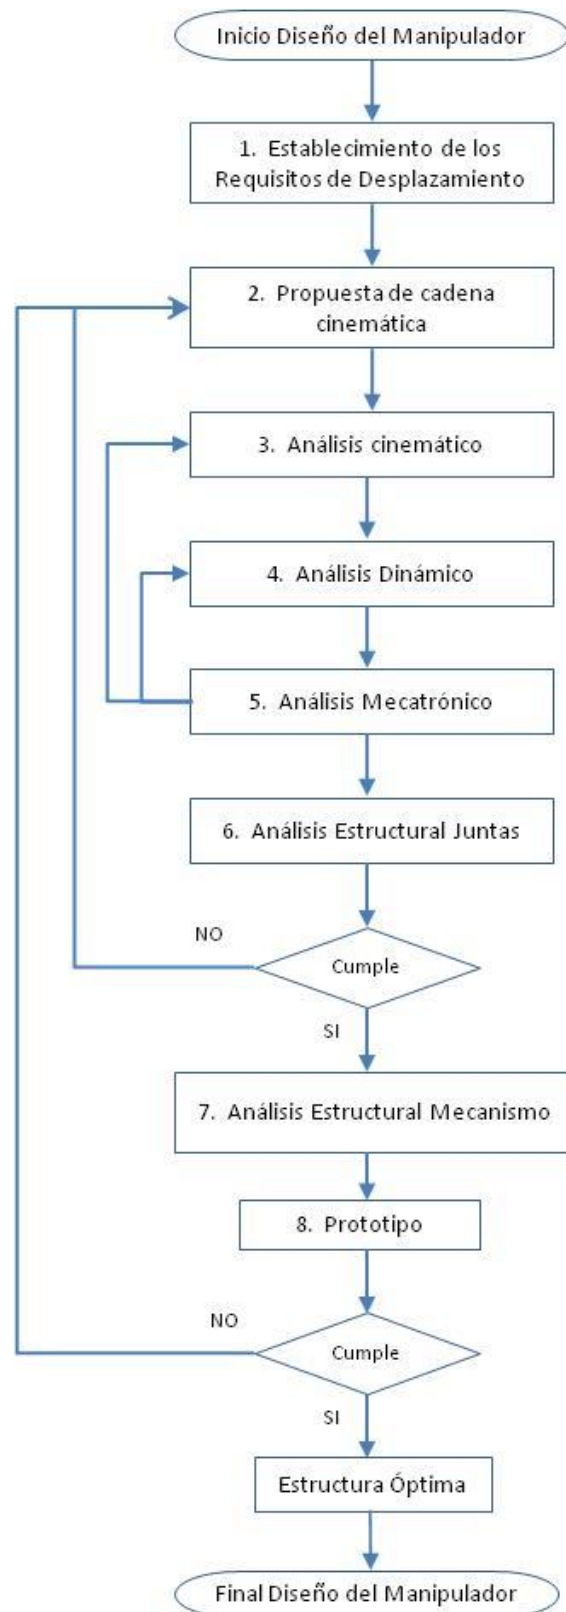 Inicio Diseño del Manipulador
1. Establecimiento de los
Requisitos de Desplazamiento
2. Propuesta de cadena
cinemática
3. Análisis cinemático
4. Análisis Dinámico
5. Análisis Mecatrónico
6. Análisis Estructural Juntas
NO
Cumple
SI
7. Análisis Estructural Mecanismo
8. Prototipo
NO
Cumple
SI
Estructura Óptima
Final Diseño del Manipulador